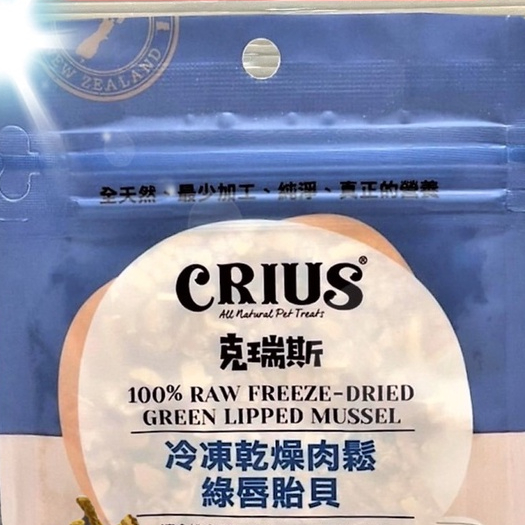 NEW ZEALAND
全天然、最少加工、純淨、真正的營養
CRIUS®
All Natural Pet Treats
克瑞斯
100% RAW FREEZE-DRIED
GREEN LIPPED MUSSEL
冷凍乾燥肉鬆
綠唇貽貝